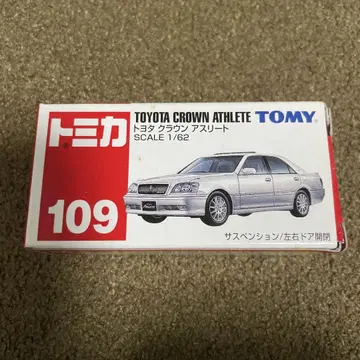 トミカ
109
TOYOTA CROWN ATHLETE TOMY
トヨタ クラウン アスリート
SCALE 1/62
サスペンション/左右ドア開閉